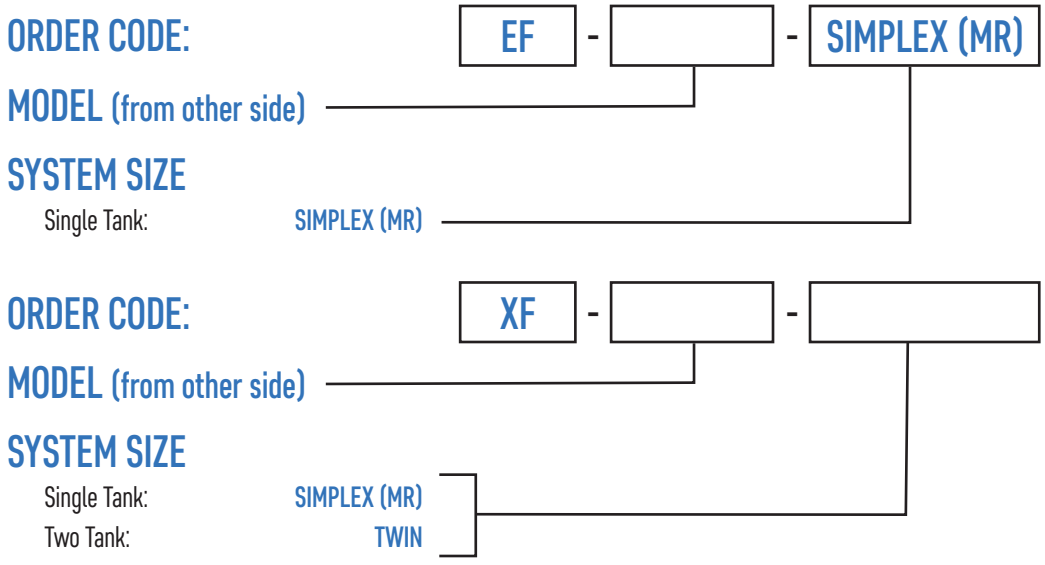 ORDER CODE: EF - - SIMPLEX (MR)
MODEL (from other side)
SYSTEM SIZE
Single Tank: SIMPLEX (MR)
ORDER CODE: XF - -
MODEL (from other side)
SYSTEM SIZE
Single Tank: SIMPLEX (MR)
Two Tank: TWIN